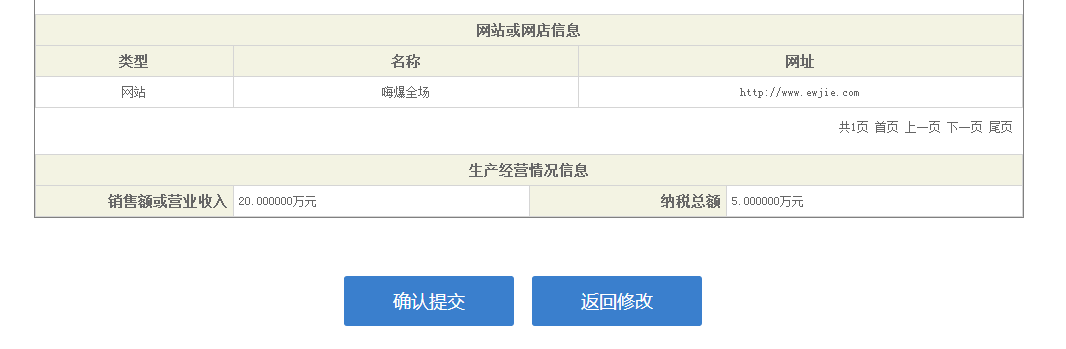 网站或网店信息
类型 名称 网址
网站 嗨爆全场 http://www.ewjie.com
共1页 首页 上一页 下一页 尾页
生产经营情况信息
销售额或营业收入 20.000000万元 纳税总额 5.000000万元
确认提交 返回修改